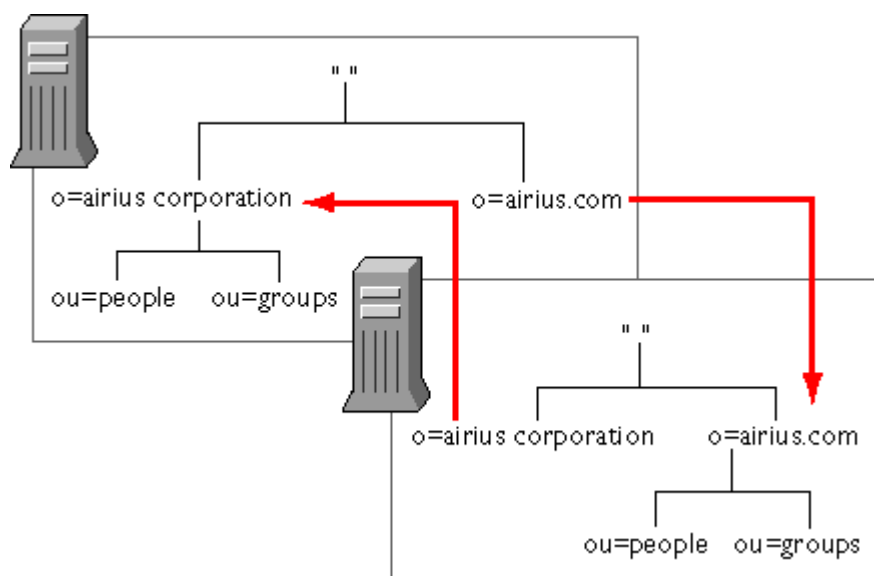 " "
o=airius corporation
o=airius.com
ou=people
ou=groups
" "
o=airius corporation
o=airius.com
ou=people
ou=groups